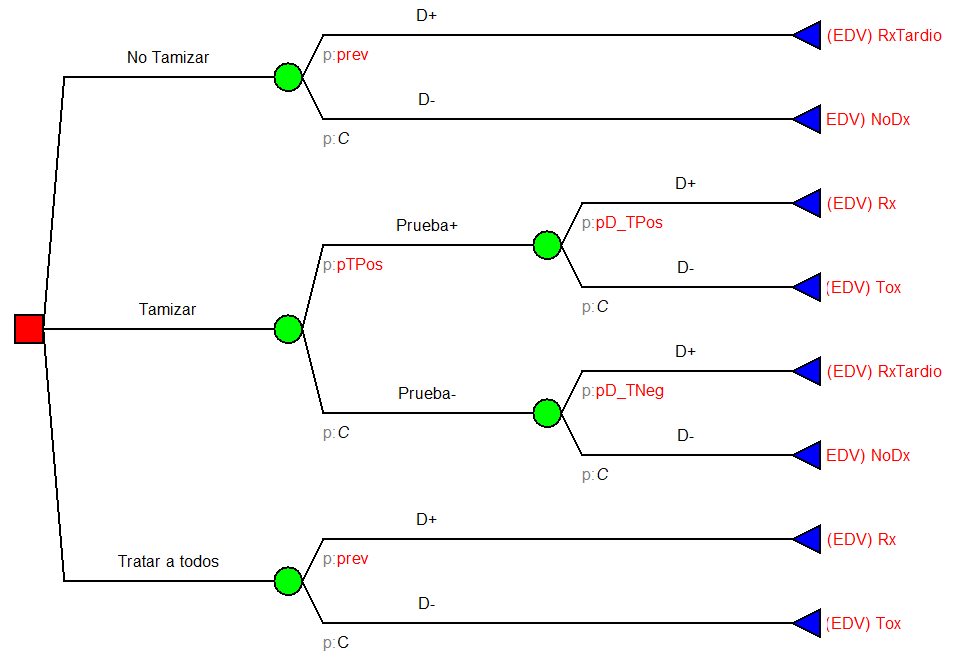 D+
No Tamizar
p:prev
(EDV) RxTardio
D-
p:C
EDV) NoDx
D+
Prueba+
p:pD_TPos
(EDV) Rx
p:pTPos
D-
p:C
(EDV) Tox
Tamizar
D+
Prueba-
p:pD_TNeg
(EDV) RxTardio
p:C
D-
p:C
EDV) NoDx
D+
Tratar a todos
p:prev
(EDV) Rx
D-
p:C
(EDV) Tox